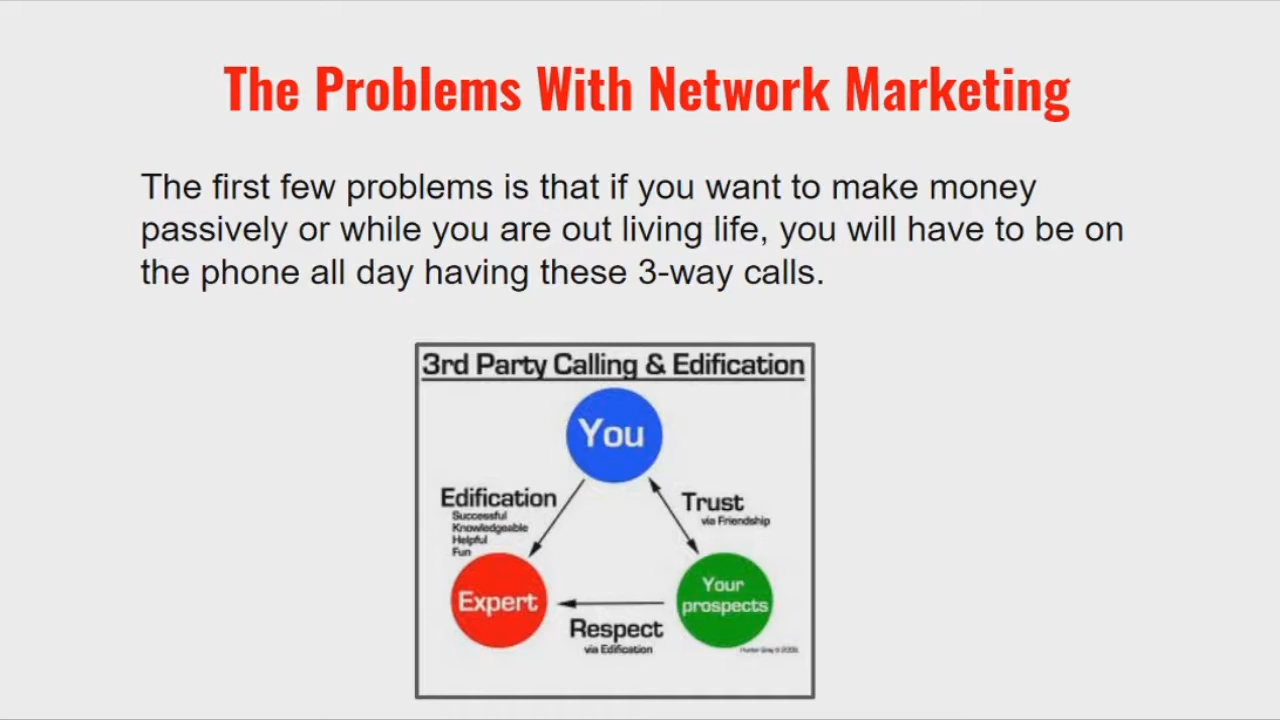 The Problems With Network Marketing
The first few problems is that if you want to make money
passively or while you are out living life, you will have to be on
the phone all day having these 3-way calls.
3rd Party Calling & Edification
You
Edification
Successful
Knowledgeable
Helpful
Fun
Trust
via Friendship
Expert
Your
prospects
Respect
via Edification